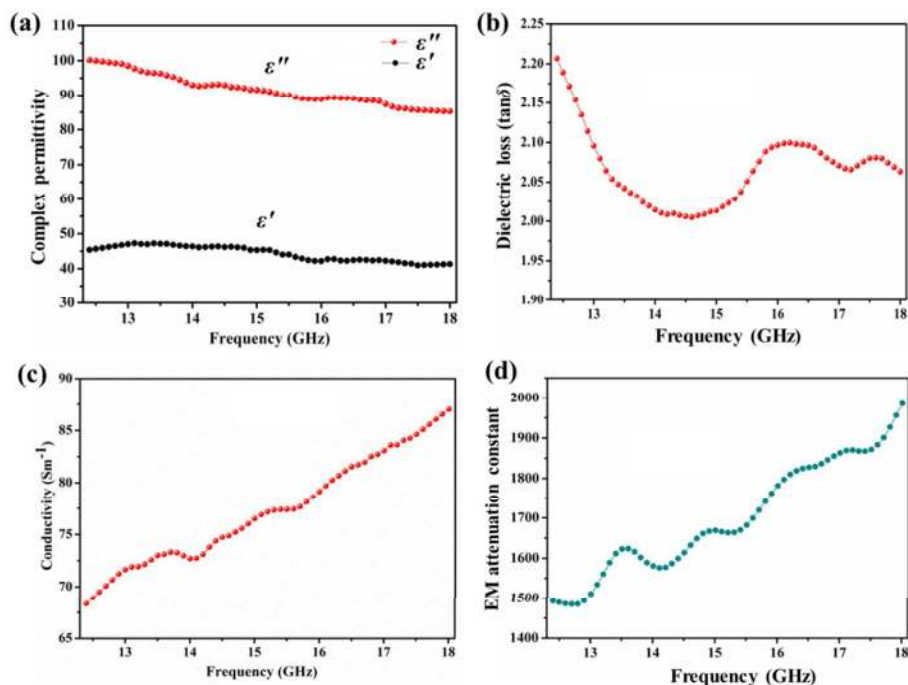 (a)
110
100
90
80
70
60
50
40
30
Complex permittivity
ε″
ε′
ε″
ε′
13 14 15 16 17 18
Frequency (GHz)
(b)
2.25
2.20
2.15
2.10
2.05
2.00
1.95
1.90
Dielectric loss (tanδ)
13 14 15 16 17 18
Frequency (GHz)
(c)
90
85
80
75
70
65
Conductivity (Sm⁻¹)
13 14 15 16 17 18
Frequency (GHz)
(d)
2000
1900
1800
1700
1600
1500
1400
EM attenuation constant
13 14 15 16 17 18
Frequency (GHz)